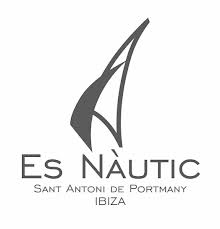 Es Nàutic
Sant Antoni de Portmany
IBIZA